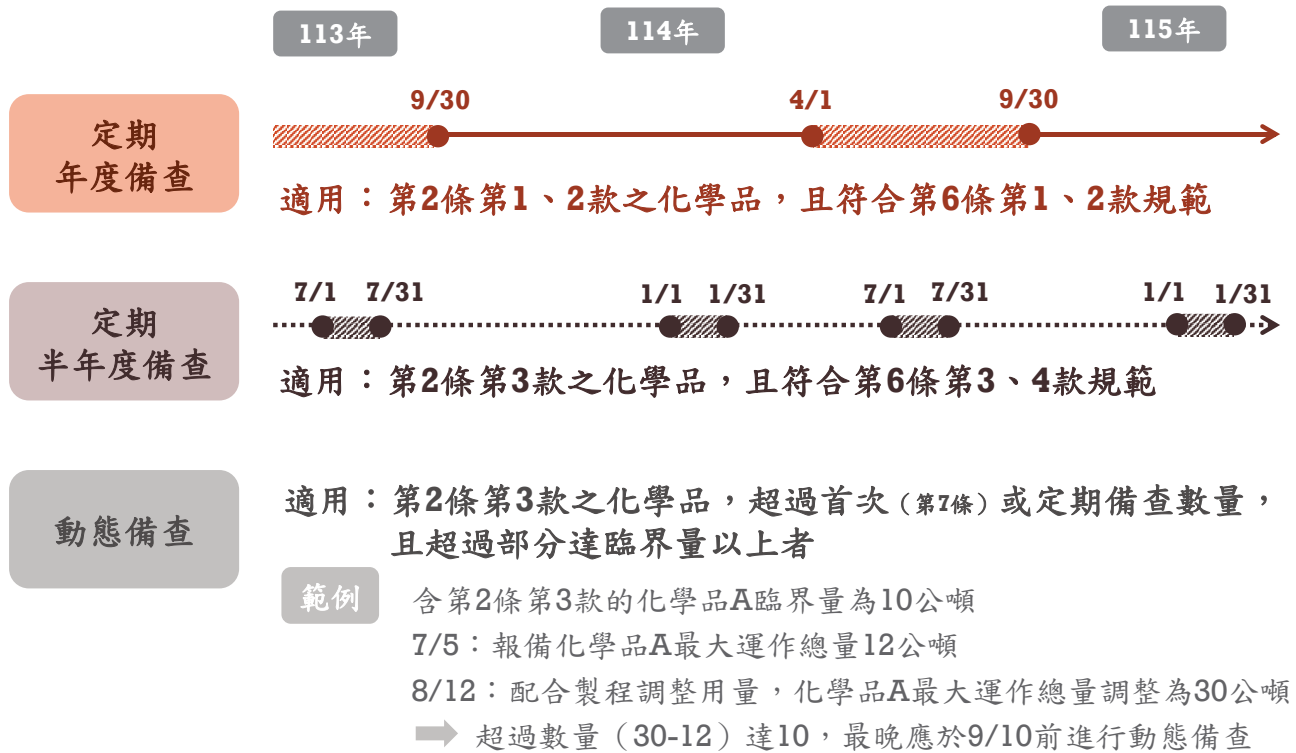 113年 114年 115年
9/30 4/1 9/30
定期
年度備查
適用：第2條第1、2款之化學品，且符合第6條第1、2款規範
7/1 7/31 1/1 1/31 7/1 7/31 1/1 1/31
定期
半年度備查
適用：第2條第3款之化學品，且符合第6條第3、4款規範
動態備查
適用：第2條第3款之化學品，超過首次（第7條）或定期備查數量，
且超過部分達臨界量以上者
範例
含第2條第3款的化學品A臨界量為10公噸
7/5：報備化學品A最大運作總量12公噸
8/12：配合製程調整用量，化學品A最大運作總量調整為30公噸
超過數量（30-12）達10，最晚應於9/10前進行動態備查